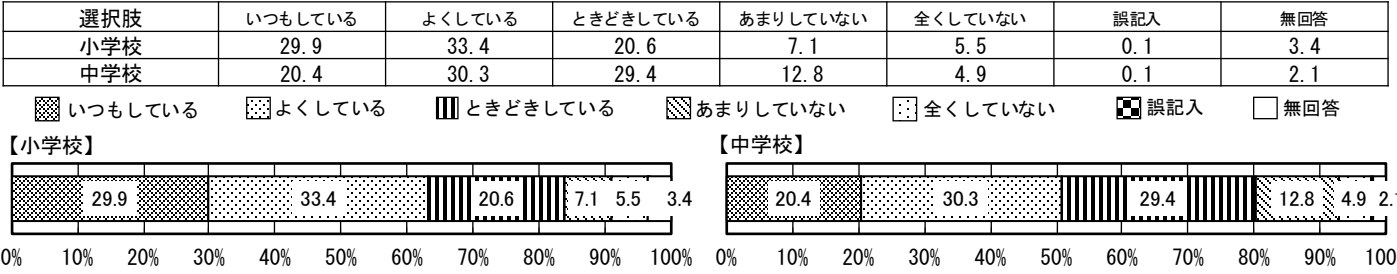 選択肢 いつもしている よくしている ときどきしている あまりしていない 全くしていない 誤記入 無回答
小学校 29.9 33.4 20.6 7.1 5.5 0.1 3.4
中学校 20.4 30.3 29.4 12.8 4.9 0.1 2.1
いつもしている よくしている ときどきしている あまりしていない 全くしていない 誤記入 無回答
【小学校】 【中学校】
29.9 33.4 20.6 7.1 5.5 3.4 20.4 30.3 29.4 12.8 4.9 2.
0% 10% 20% 30% 40% 50% 60% 70% 80% 90% 100% 0% 10% 20% 30% 40% 50% 60% 70% 80% 90% 100